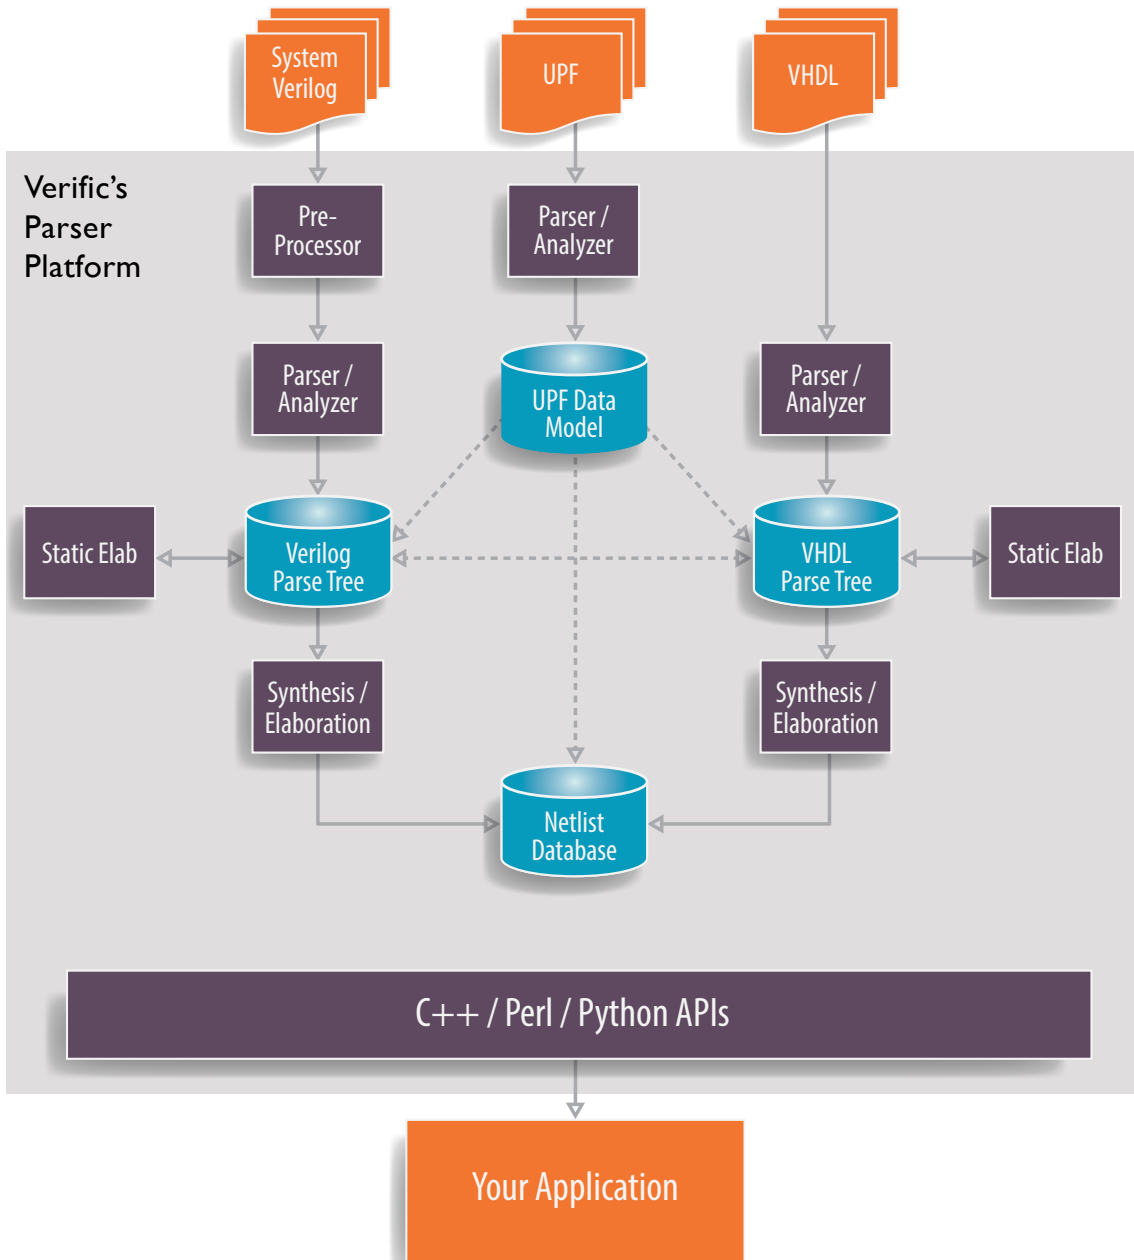 System
Verilog
UPF
VHDL
Verific's
Parser
Platform
Pre-
Processor
Parser /
Analyzer
Parser /
Analyzer
UPF Data
Model
Parser /
Analyzer
Static Elab
Verilog
Parse Tree
VHDL
Parse Tree
Static Elab
Synthesis /
Elaboration
Synthesis /
Elaboration
Netlist
Database
C++ / Perl / Python APIs
Your Application